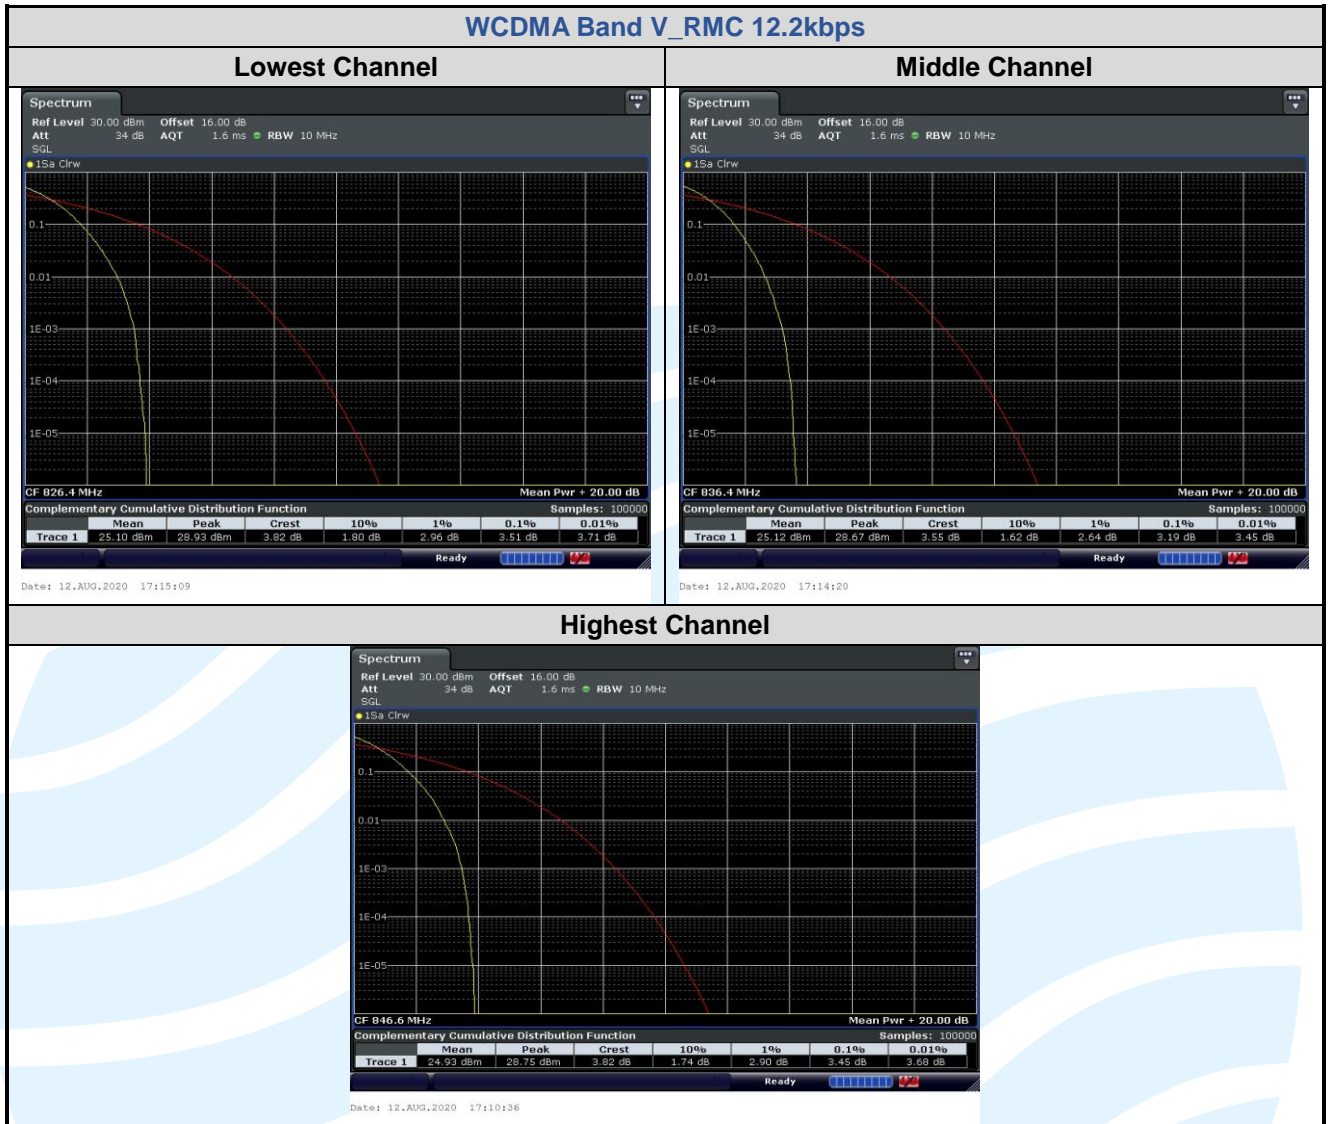 WCDMA Band V_RMC 12.2kbps
Lowest Channel
Spectrum
Ref Level 30.00 dBm Offset 16.00 dB
Att 34 dB AQT 1.6 ms RBW 10 MHz
SGL
1Sa Clrw
0.1
0.01
1E-03
1E-04
1E-05
CF 826.4 MHz Mean Pwr + 20.00 dB
Complementary Cumulative Distribution Function Samples: 100000
Mean Peak Crest 10% 1% 0.1% 0.01%
Trace 1 25.10 dBm 28.93 dBm 3.82 dB 1.80 dB 2.96 dB 3.51 dB 3.71 dB
Ready
Date: 12.AUG.2020 17:15:09
Middle Channel
Spectrum
Ref Level 30.00 dBm Offset 16.00 dB
Att 34 dB AQT 1.6 ms RBW 10 MHz
SGL
1Sa Clrw
0.1
0.01
1E-03
1E-04
1E-05
CF 836.4 MHz Mean Pwr + 20.00 dB
Complementary Cumulative Distribution Function Samples: 100000
Mean Peak Crest 10% 1% 0.1% 0.01%
Trace 1 25.12 dBm 28.67 dBm 3.55 dB 1.62 dB 2.64 dB 3.19 dB 3.45 dB
Ready
Date: 12.AUG.2020 17:14:20
Highest Channel
Spectrum
Ref Level 30.00 dBm Offset 16.00 dB
Att 34 dB AQT 1.6 ms RBW 10 MHz
SGL
1Sa Clrw
0.1
0.01
1E-03
1E-04
1E-05
CF 846.6 MHz Mean Pwr + 20.00 dB
Complementary Cumulative Distribution Function Samples: 100000
Mean Peak Crest 10% 1% 0.1% 0.01%
Trace 1 24.93 dBm 28.75 dBm 3.82 dB 1.74 dB 2.90 dB 3.45 dB 3.68 dB
Ready
Date: 12.AUG.2020 17:10:36